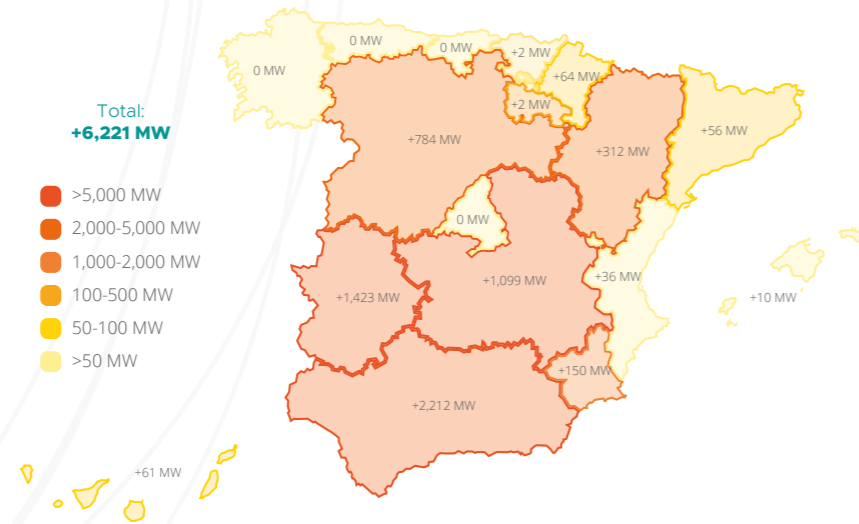 Total:
+6,221 MW
>5,000 MW
2,000-5,000 MW
1,000-2,000 MW
100-500 MW
50-100 MW
>50 MW
0 MW
0 MW
0 MW
+2 MW
+64 MW
+2 MW
+784 MW
+312 MW
+56 MW
0 MW
+1,423 MW
+1,099 MW
+36 MW
+10 MW
+150 MW
+2,212 MW
+61 MW